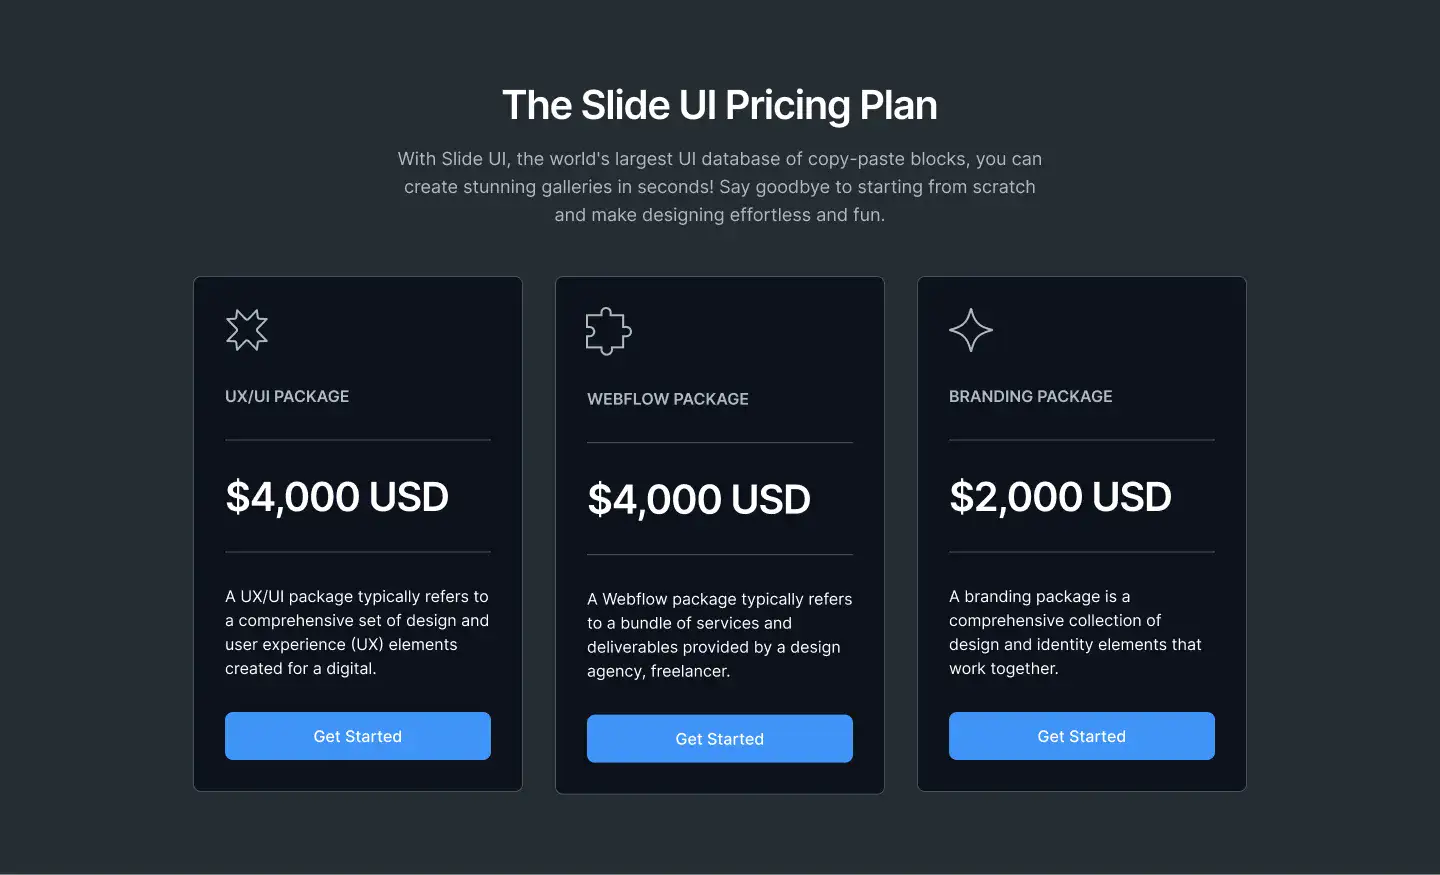 The Slide UI Pricing Plan
With Slide UI, the world's largest UI database of copy-paste blocks, you can
create stunning galleries in seconds! Say goodbye to starting from scratch
and make designing effortless and fun.
UX/UI PACKAGE
$4,000 USD
A UX/UI package typically refers to
a comprehensive set of design and
user experience (UX) elements
created for a digital.
Get Started
WEBFLOW PACKAGE
$4,000 USD
A Webflow package typically refers
to a bundle of services and
deliverables provided by a design
agency, freelancer.
Get Started
BRANDING PACKAGE
$2,000 USD
A branding package is a
comprehensive collection of
design and identity elements that
work together.
Get Started